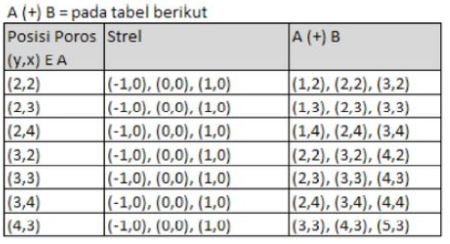 A (+) B = pada tabel berikut
Posisi Poros Strel A (+) B
(y,x) E A
(2,2) (-1,0), (0,0), (1,0) (1,2), (2,2), (3,2)
(2,3) (-1,0), (0,0), (1,0) (1,3), (2,3), (3,3)
(2,4) (-1,0), (0,0), (1,0) (1,4), (2,4), (3,4)
(3,2) (-1,0), (0,0), (1,0) (2,2), (3,2), (4,2)
(3,3) (-1,0), (0,0), (1,0) (2,3), (3,3), (4,3)
(3,4) (-1,0), (0,0), (1,0) (2,4), (3,4), (4,4)
(4,3) (-1,0), (0,0), (1,0) (3,3), (4,3), (5,3)